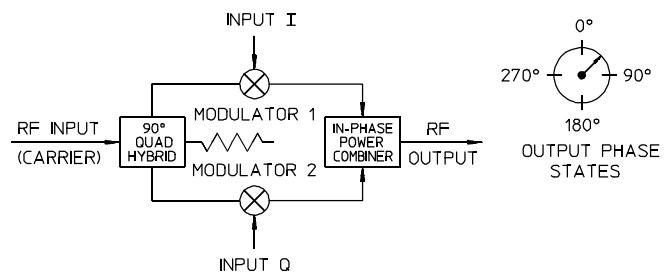 INPUT I
MODULATOR 1
RF INPUT
(CARRIER)
90°
QUAD
HYBRID
IN-PHASE
POWER
COMBINER
RF
OUTPUT
MODULATOR 2
INPUT Q
0°
270°
90°
180°
OUTPUT PHASE
STATES